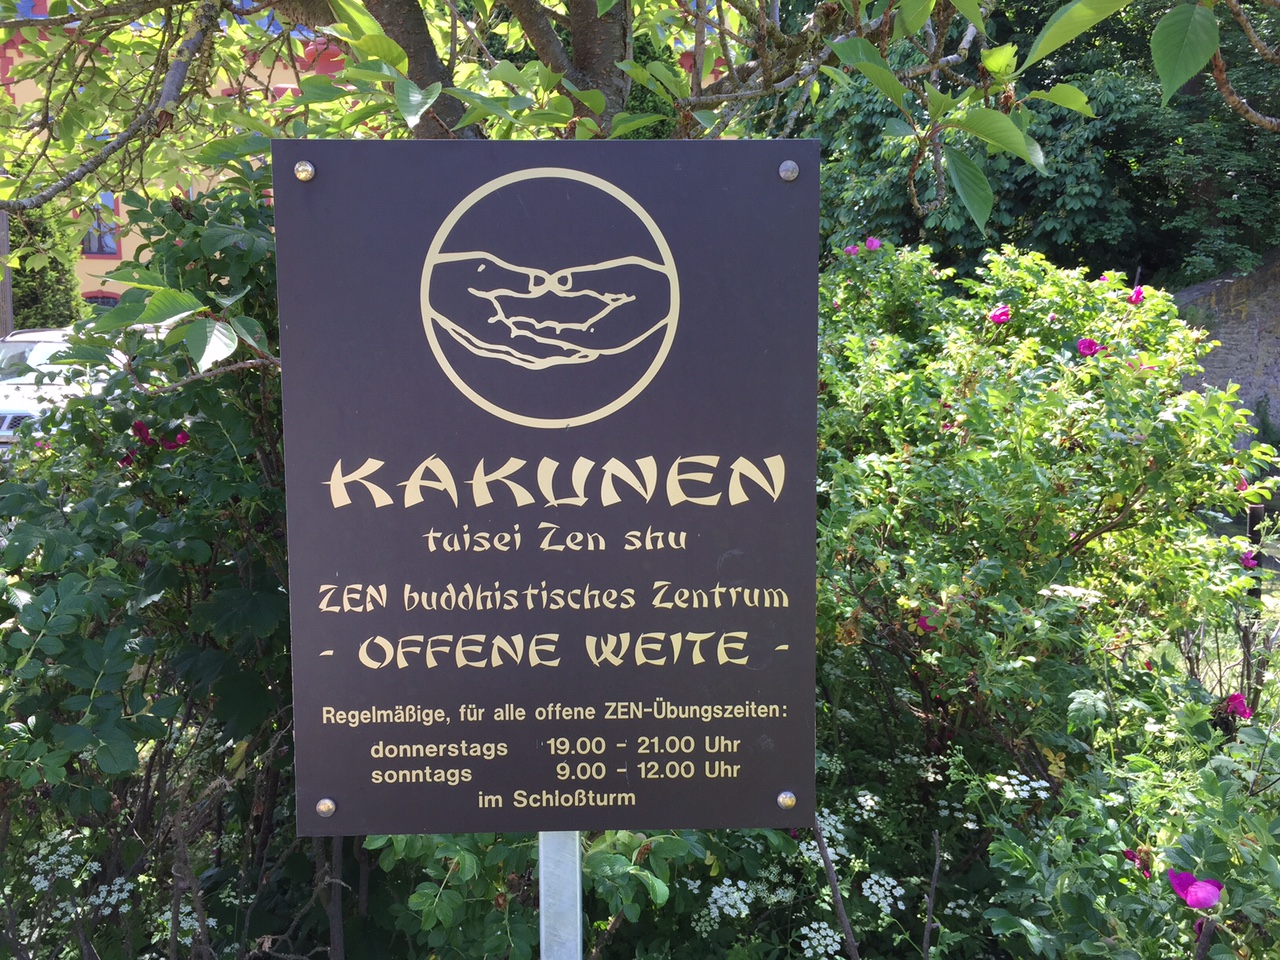 KAKUNEN
taisei Zen shu
ZEN buddhistisches Zentrum
- OFFENE WEITE -
Regelmäßige, für alle offene ZEN-Übungszeiten:
donnerstags 19.00 - 21.00 Uhr
sonntags 9.00 - 12.00 Uhr
im Schloßturm